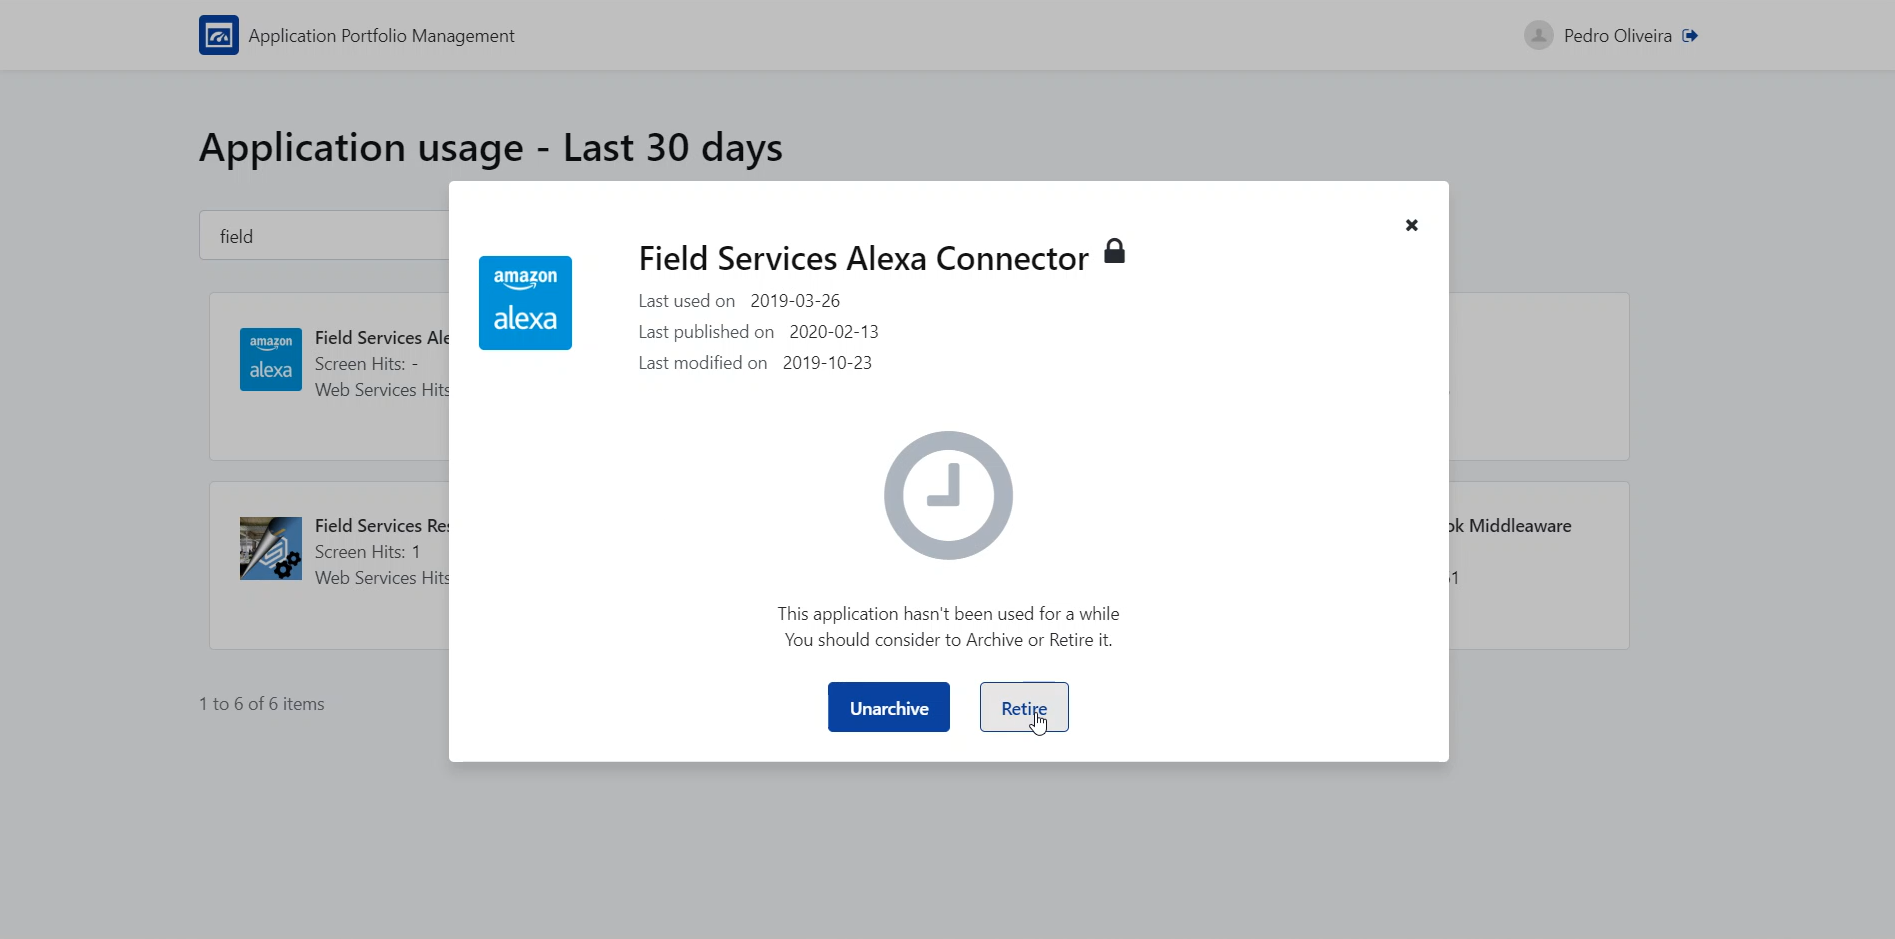 Application Portfolio Management
Pedro Oliveira
Application usage - Last 30 days
field
amazon
alexa
Field Services Alexa Connector
Last used on 2019-03-26
Last published on 2020-02-13
Last modified on 2019-10-23
amazon
alexa
Field Services Ale
Screen Hits: -
Web Services Hits
This application hasn't been used for a while
You should consider to Archive or Retire it.
Unarchive
Retire
Field Services Res
Screen Hits: 1
Web Services Hits
ok Middleaware
1
1 to 6 of 6 items